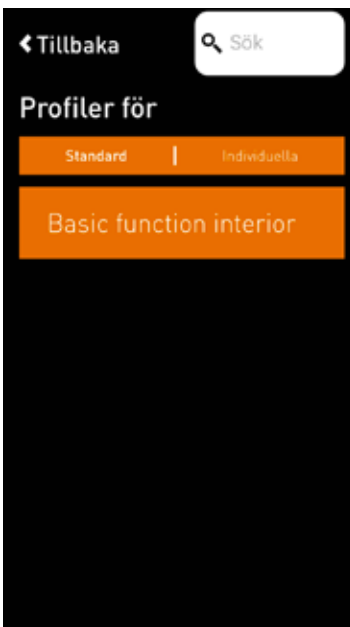 Tillbaka
Sök
Profiler för
Standard | Individuella
Basic function interior